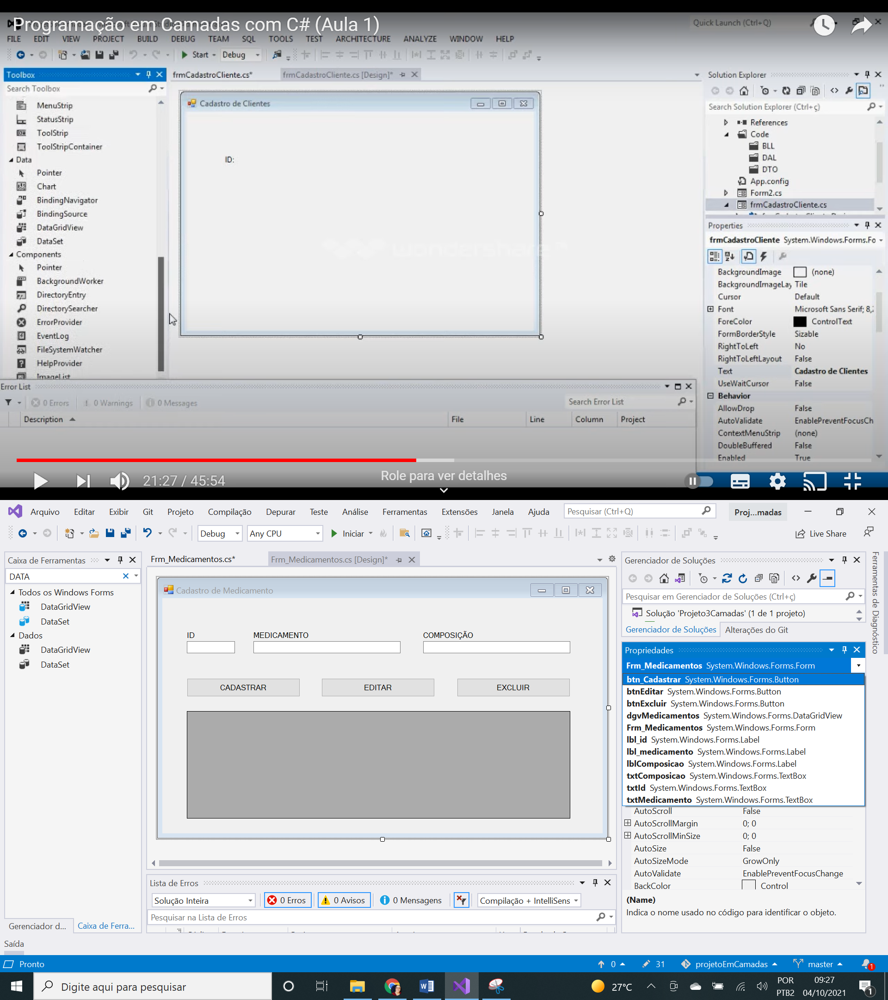 Programação em Camadas com C# (Aula 1)
Quick Launch (Ctrl+Q)
FILE EDIT VIEW PROJECT BUILD DEBUG TEAM SQL TOOLS TEST ARCHITECTURE ANALYZE WINDOW HELP
Start Debug
Toolbox
frmCadastroCliente.cs*
frmCadastroCliente.cs [Design]*
Solution Explorer
Search Toolbox
Search Solution Explorer (Ctrl+ç)
MenuStrip
StatusStrip
ToolStrip
ToolStripContainer
Data
Pointer
Chart
BindingNavigator
BindingSource
DataGridView
DataSet
Components
Pointer
BackgroundWorker
DirectoryEntry
DirectorySearcher
ErrorProvider
EventLog
FileSystemWatcher
HelpProvider
ImageList
Cadastro de Clientes
ID:
wondershare
References
Code
BLL
DAL
DTO
App.config
Form2.cs
frmCadastroCliente.cs
Properties
frmCadastroCliente System.Windows.Forms.Fo
BackgroundImage (none)
BackgroundImageLay Tile
Cursor Default
Font Microsoft Sans Serif; 8,
ForeColor ControlText
FormBorderStyle Sizable
RightToLeft No
RightToLeftLayout False
Text Cadastro de Clientes
UseWaitCursor False
Behavior
AllowDrop False
AutoValidate EnablePreventFocusCh
ContextMenuStrip (none)
DoubleBuffered False
Enabled True
Error List
0 Errors 0 Warnings 0 Messages
Search Error List
Description File Line Column Project
21:27 / 45:54
Role para ver detalhes
Arquivo Editar Exibir Git Projeto Compilação Depurar Teste Análise Ferramentas Extensões Janela Ajuda
Pesquisar (Ctrl+Q)
Proj...madas
Debug Any CPU Iniciar
Live Share
Caixa de Ferramentas
DATA
Todos os Windows Forms
DataGridView
DataSet
Dados
DataGridView
DataSet
Gerenciador d...
Caixa de Ferra...
Frm_Medicamentos.cs*
Frm_Medicamentos.cs [Design]*
Cadastro de Medicamento
ID MEDICAMENTO COMPOSIÇÃO
CADASTRAR EDITAR EXCLUIR
Lista de Erros
Solução Inteira 0 Erros 0 Avisos 0 Mensagens Compilação + IntelliSens
Pesquisar na Lista de Erros
Gerenciador de Soluções
Pesquisar em Gerenciador de Soluções (Ctrl+ç)
Solução 'Projeto3Camadas' (1 de 1 projeto)
Gerenciador de Soluções Alterações do Git
Ferramentas de Diagnóstico
Propriedades
Frm_Medicamentos System.Windows.Forms.Form
btn_Cadastrar System.Windows.Forms.Button
btnEditar System.Windows.Forms.Button
btnExcluir System.Windows.Forms.Button
dgvMedicamentos System.Windows.Forms.DataGridView
Frm_Medicamentos System.Windows.Forms.Form
lbl_id System.Windows.Forms.Label
lbl_medicamento System.Windows.Forms.Label
lblComposicao System.Windows.Forms.Label
txtComposicao System.Windows.Forms.TextBox
txtId System.Windows.Forms.TextBox
txtMedicamento System.Windows.Forms.TextBox
AutoScroll False
AutoScrollMargin 0; 0
AutoScrollMinSize 0; 0
AutoSize False
AutoSizeMode GrowOnly
AutoValidate EnablePreventFocusChange
BackColor Control
(Name)
Indica o nome usado no código para identificar o objeto.
Saída
Pronto
0 31 projetoEmCamadas master 1
Digite aqui para pesquisar
27°C
POR
PTB2
09:27
04/10/2021
1